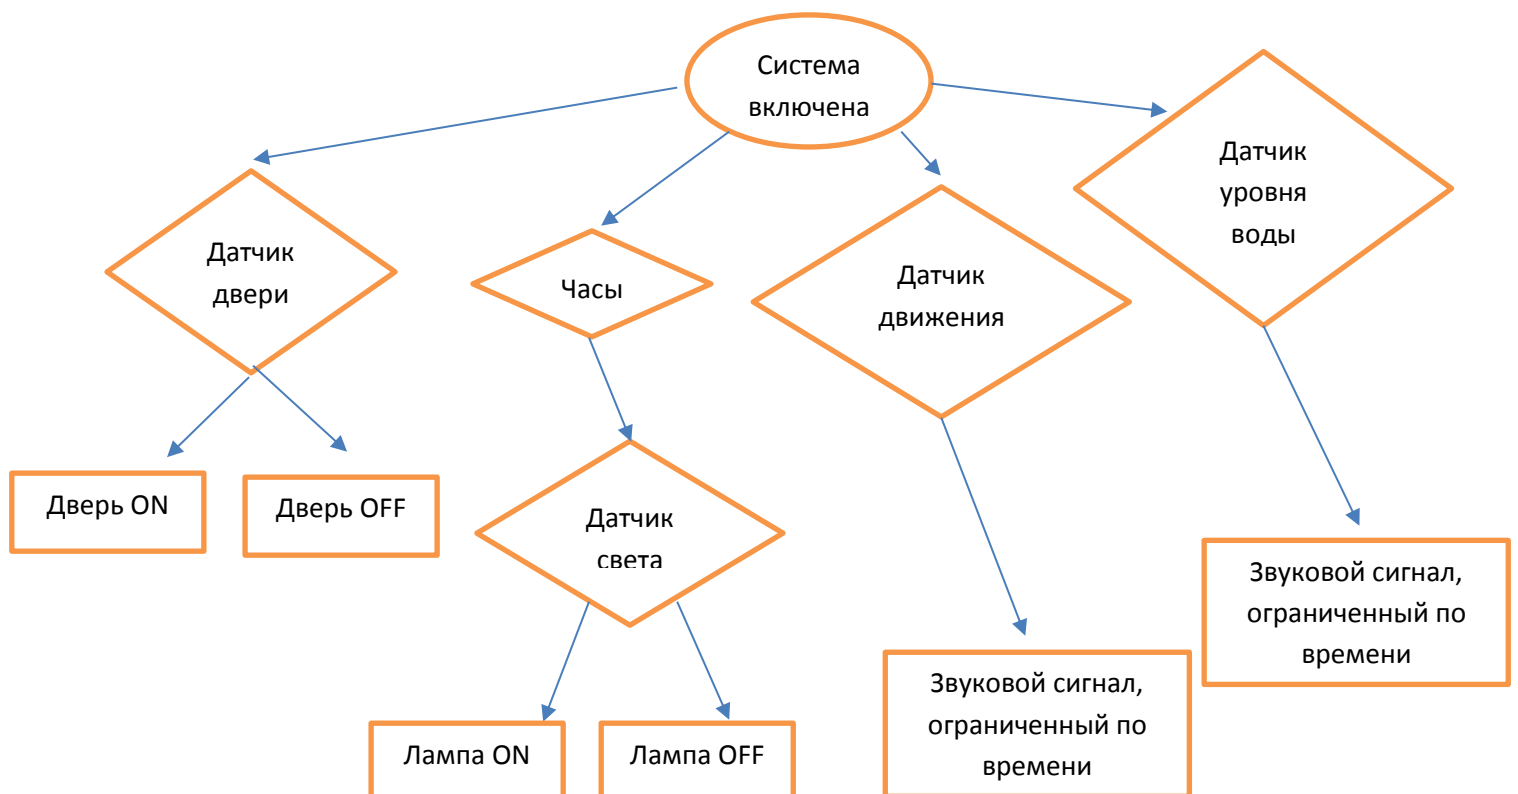 Система
включена
Датчик
двери
Часы
Датчик
движения
Датчик
уровня
воды
Дверь ON
Дверь OFF
Датчик
света
Лампа ON
Лампа OFF
Звуковой сигнал,
ограниченный по
времени
Звуковой сигнал,
ограниченный по
времени